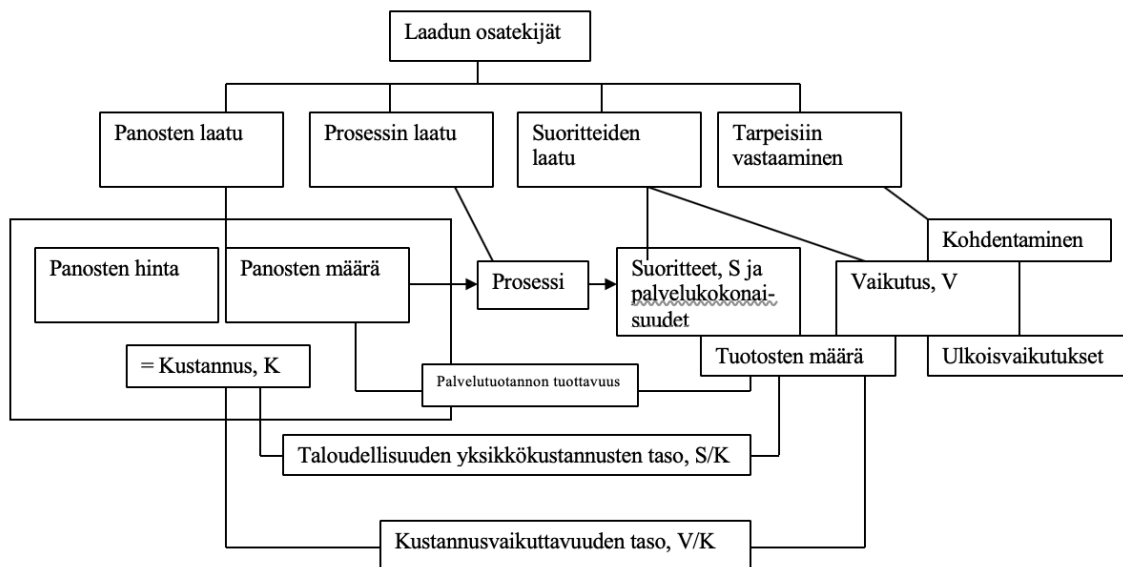 Laadun osatekijät
Panosten laatu
Prosessin laatu
Suoritteiden
laatu
Tarpeisiin
vastaaminen
Kohdentaminen
Panosten hinta
Panosten määrä
Prosessi
Suoritteet, S ja
palvelukokonai-
suudet
Vaikutus, V
= Kustannus, K
Palvelutuotannon tuottavuus
Tuotosten määrä
Ulkoisvaikutukset
Taloudellisuuden yksikkökustannusten taso, S/K
Kustannusvaikuttavuuden taso, V/K